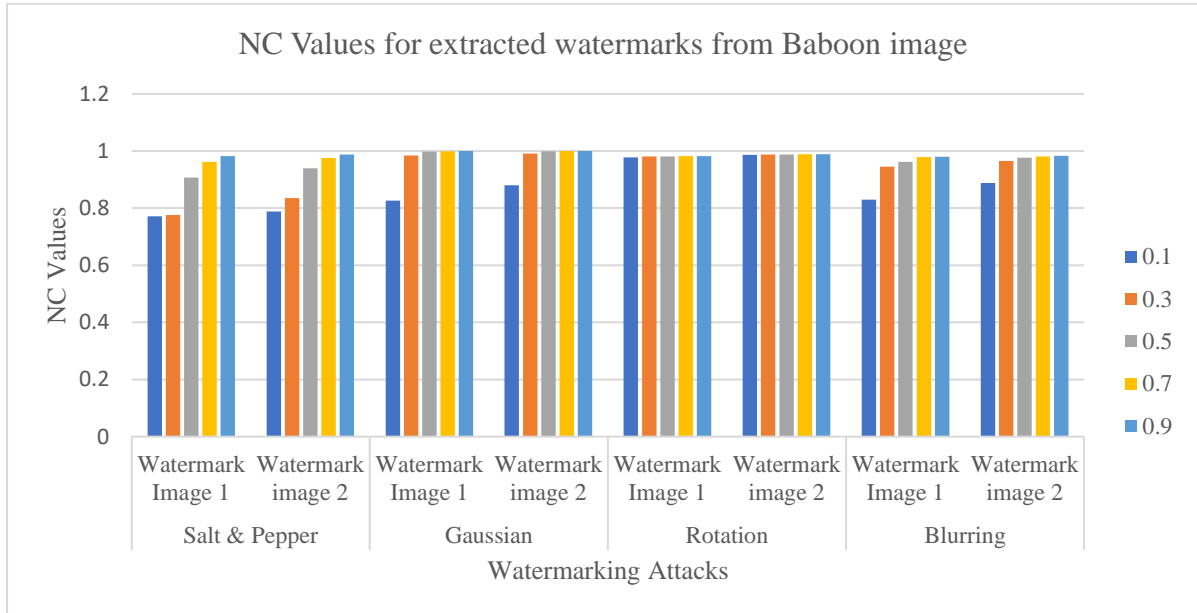 NC Values for extracted watermarks from Baboon image
1.2
1
0.8
0.6
0.4
0.2
0
NC Values
Watermark
Image 1
Watermark
image 2
Watermark
Image 1
Watermark
image 2
Watermark
Image 1
Watermark
image 2
Watermark
Image 1
Watermark
image 2
Salt & Pepper
Gaussian
Rotation
Blurring
Watermarking Attacks
0.1
0.3
0.5
0.7
0.9